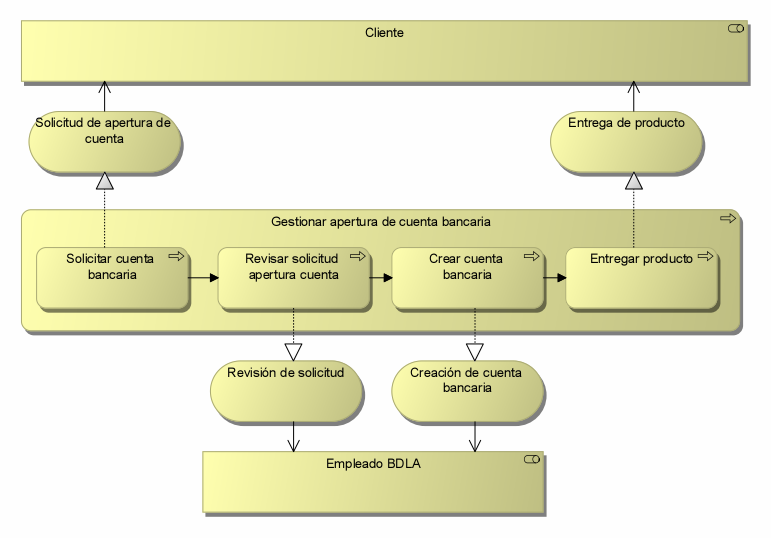 Cliente
Solicitud de apertura de
cuenta
Entrega de producto
Gestionar apertura de cuenta bancaria
Solicitar cuenta
bancaria
Revisar solicitud
apertura cuenta
Crear cuenta
bancaria
Entregar producto
Revisión de solicitud
Creación de cuenta
bancaria
Empleado BDLA